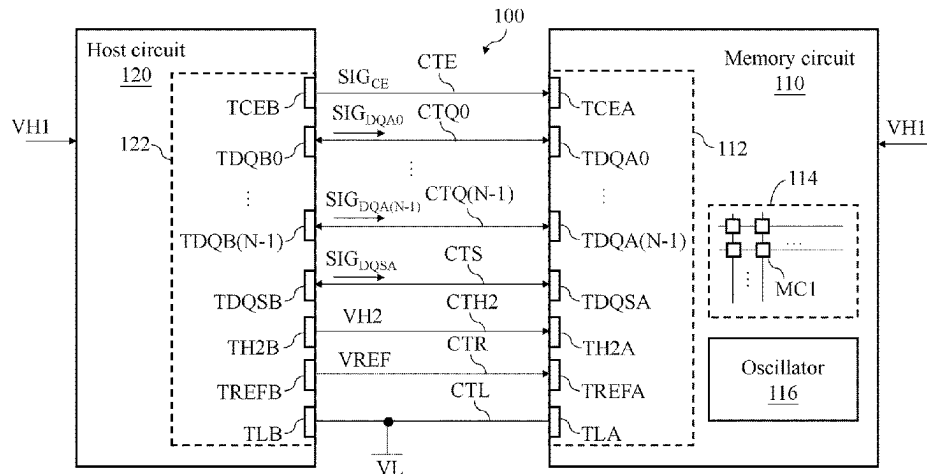 100
Host circuit
120
Memory circuit
110
SIGCE
CTE
TCEB
TCEA
VH1
VH1
122
112
SIGDQA0
CTQ0
TDQB0
TDQA0
114
SIGDQA(N-1)
CTQ(N-1)
TDQB(N-1)
TDQA(N-1)
MC1
SIGDQSA
CTS
TDQSB
TDQSA
VH2
CTH2
TH2B
TH2A
VREF
CTR
TREFB
TREFA
Oscillator
116
CTL
TLB
TLA
VL